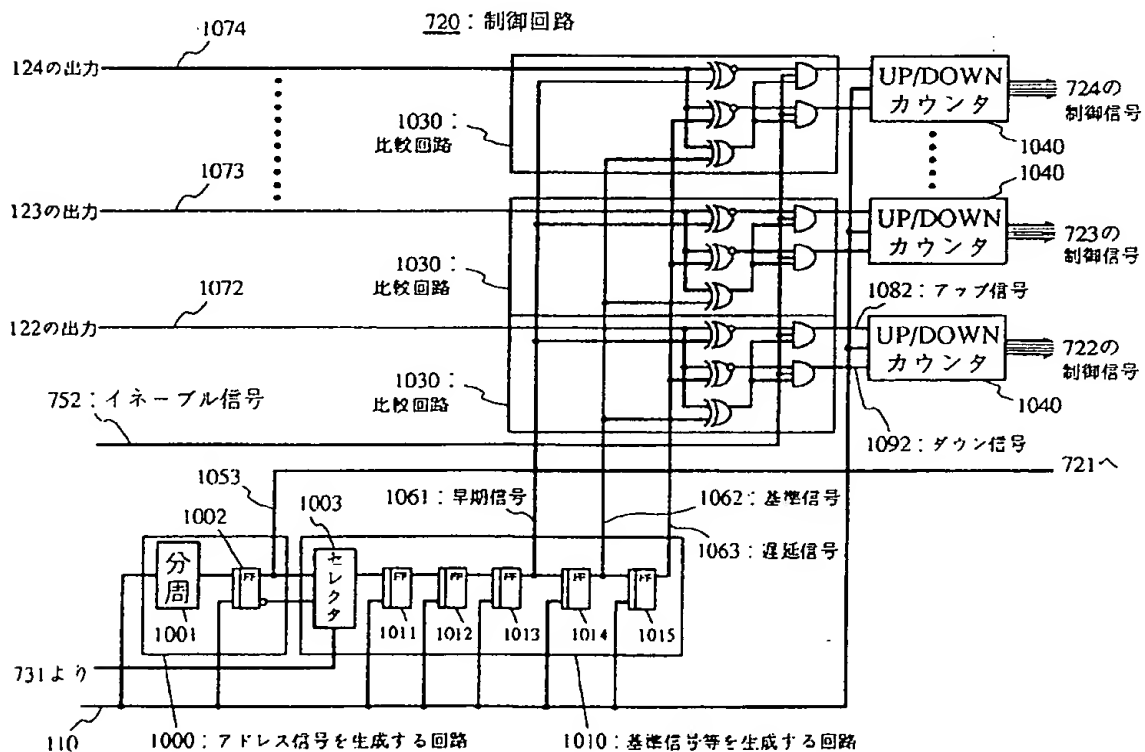 720：制御回路
1074
124の出力
UP/DOWN
カウンタ
724の
制御信号
1030：
比較回路
1040
1073
1040
123の出力
UP/DOWN
カウンタ
723の
制御信号
1030：
比較回路
1072
1082：アップ信号
122の出力
UP/DOWN
カウンタ
722の
制御信号
1030：
比較回路
752：イネーブル信号
1040
1092：ダウン信号
721へ
1053
1061：早期信号
1062：基準信号
1002
1003
1063：遅延信号
分周
FF
セレクタ
FF
FF
FF
FF
FF
1001
1011
1012
1013
1014
1015
731より
110
1000：アドレス信号を生成する回路
1010：基準信号等を生成する回路